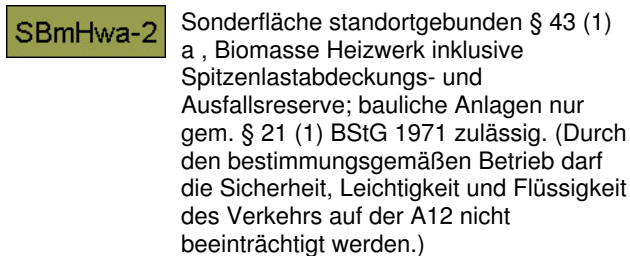 SBmHwa-2
Sonderfläche standortgebunden § 43 (1)
a , Biomasse Heizwerk inklusive
Spitzenlastabdeckungs- und
Ausfallsreserve; bauliche Anlagen nur
gem. § 21 (1) BStG 1971 zulässig. (Durch
den bestimmungsgemäßen Betrieb darf
die Sicherheit, Leichtigkeit und Flüssigkeit
des Verkehrs auf der A12 nicht
beeinträchtigt werden.)